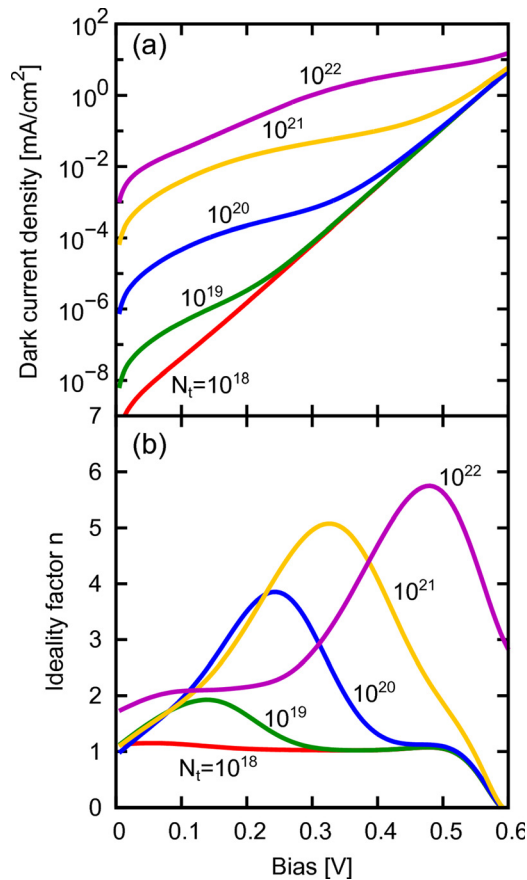 (a)
Dark current density [mA/cm²]
10²
10⁰
10⁻²
10⁻⁴
10⁻⁶
10⁻⁸
10²²
10²¹
10²⁰
10¹⁹
Nₜ=10¹⁸
(b)
Ideality factor n
7
6
5
4
3
2
1
0
10²²
10²¹
10²⁰
10¹⁹
Nₜ=10¹⁸
0 0.1 0.2 0.3 0.4 0.5 0.6
Bias [V]